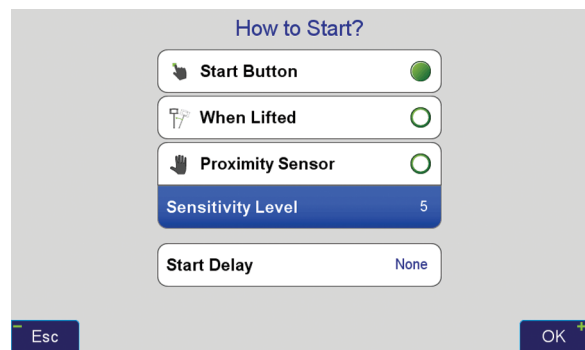 How to Start?
Start Button
When Lifted
Proximity Sensor
Sensitivity Level 5
Start Delay None
Esc OK